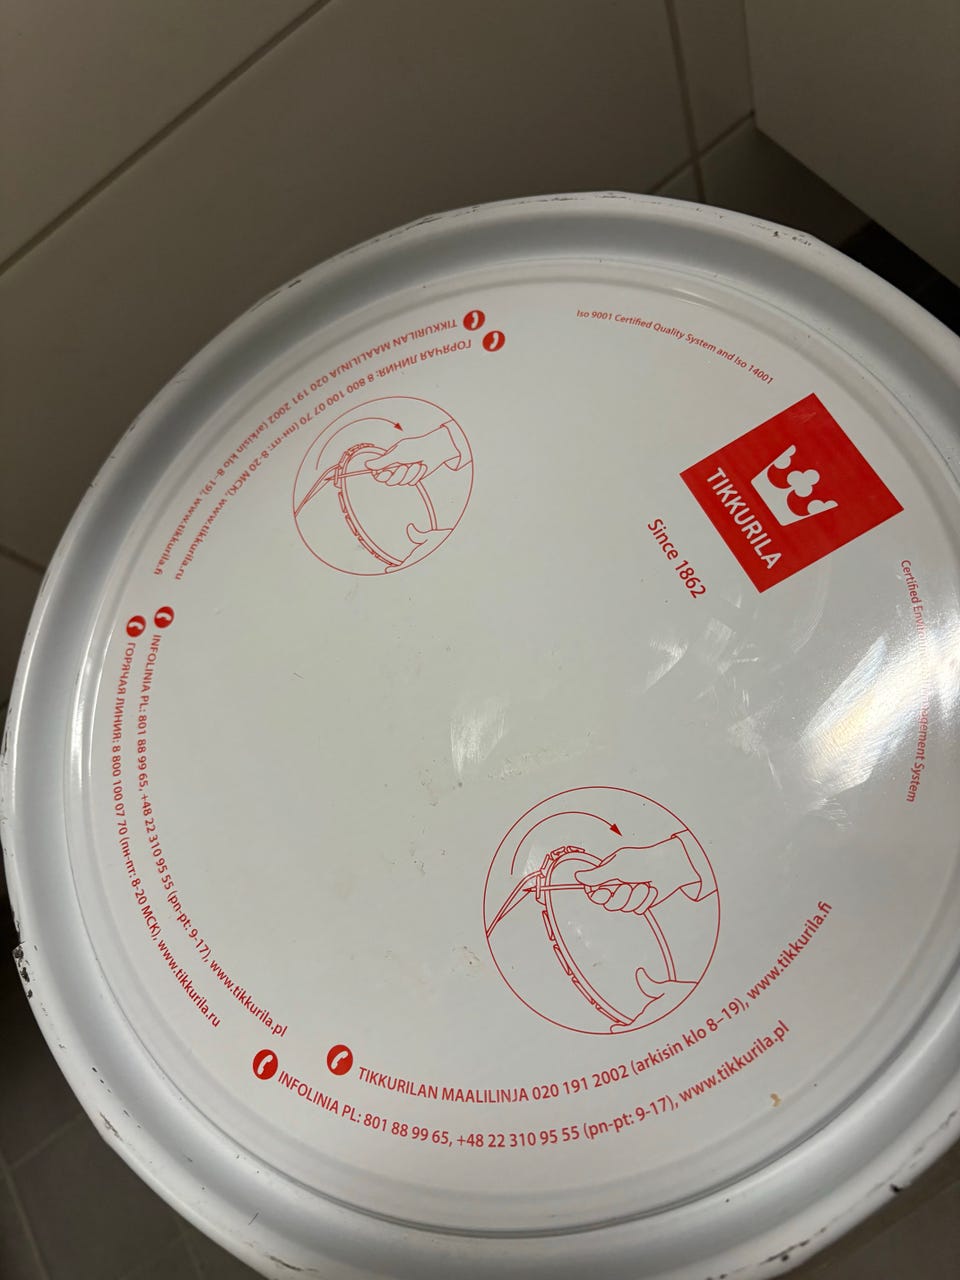 Iso 9001 Certified Quality System and Iso 14001
TIKKURILA
Since 1862
Certified Management System
TIKKURILAN MAALILINJA 020 191 2002 (arkisin klo 8–19), www.tikkurila.fi
ГОРЯЧАЯ ЛИНИЯ: 8 800 100 07 70 (пн-пт: 8-20 МСК), www.tikkurila.ru
INFOLINIA PL: 801 88 99 65, +48 22 310 95 55 (pn-pt: 9-17), www.tikkurila.pl
ГОРЯЧАЯ ЛИНИЯ: 8 800 100 07 70 (пн-пт: 8-20 МСК), www.tikkurila.ru
TIKKURILAN MAALILINJA 020 191 2002 (arkisin klo 8–19), www.tikkurila.fi
INFOLINIA PL: 801 88 99 65, +48 22 310 95 55 (pn-pt: 9-17), www.tikkurila.pl